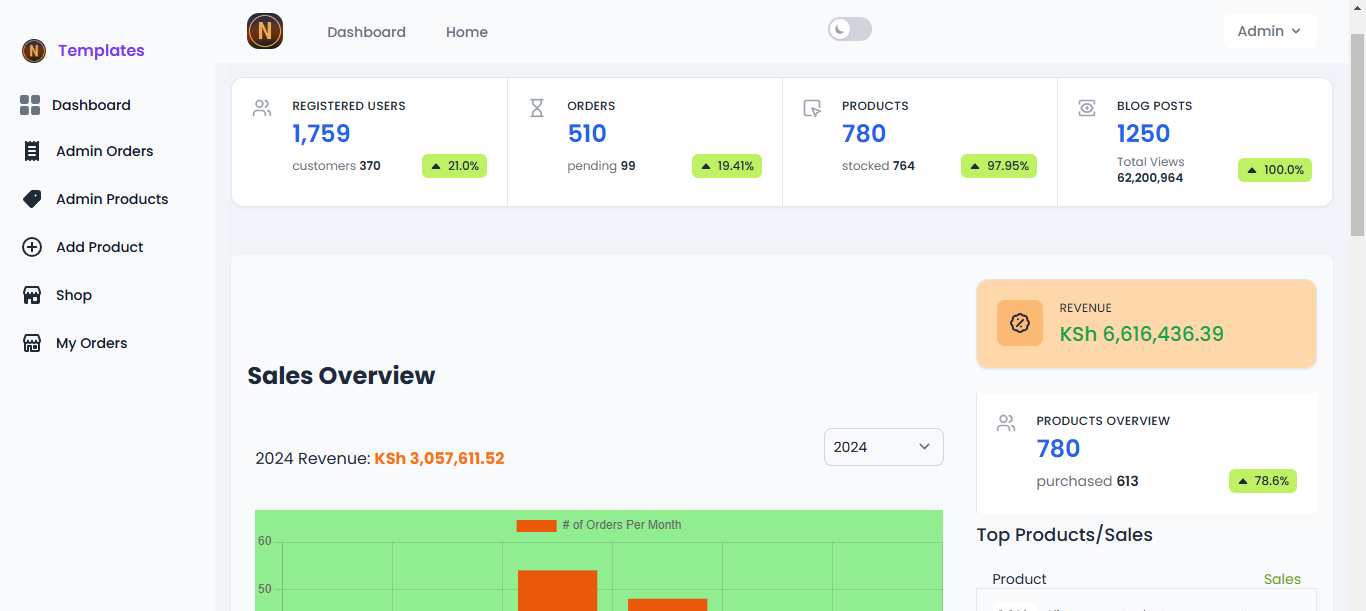 N
Dashboard
Home
Admin
N Templates
Dashboard
Admin Orders
Admin Products
Add Product
Shop
My Orders
REGISTERED USERS
1,759
customers 370
21.0%
ORDERS
510
pending 99
19.41%
PRODUCTS
780
stocked 764
97.95%
BLOG POSTS
1250
Total Views
62,200,964
100.0%
Sales Overview
2024 Revenue: KSh 3,057,611.52
2024
# of Orders Per Month
60
50
REVENUE
KSh 6,616,436.39
PRODUCTS OVERVIEW
780
purchased 613
78.6%
Top Products/Sales
Product
Sales